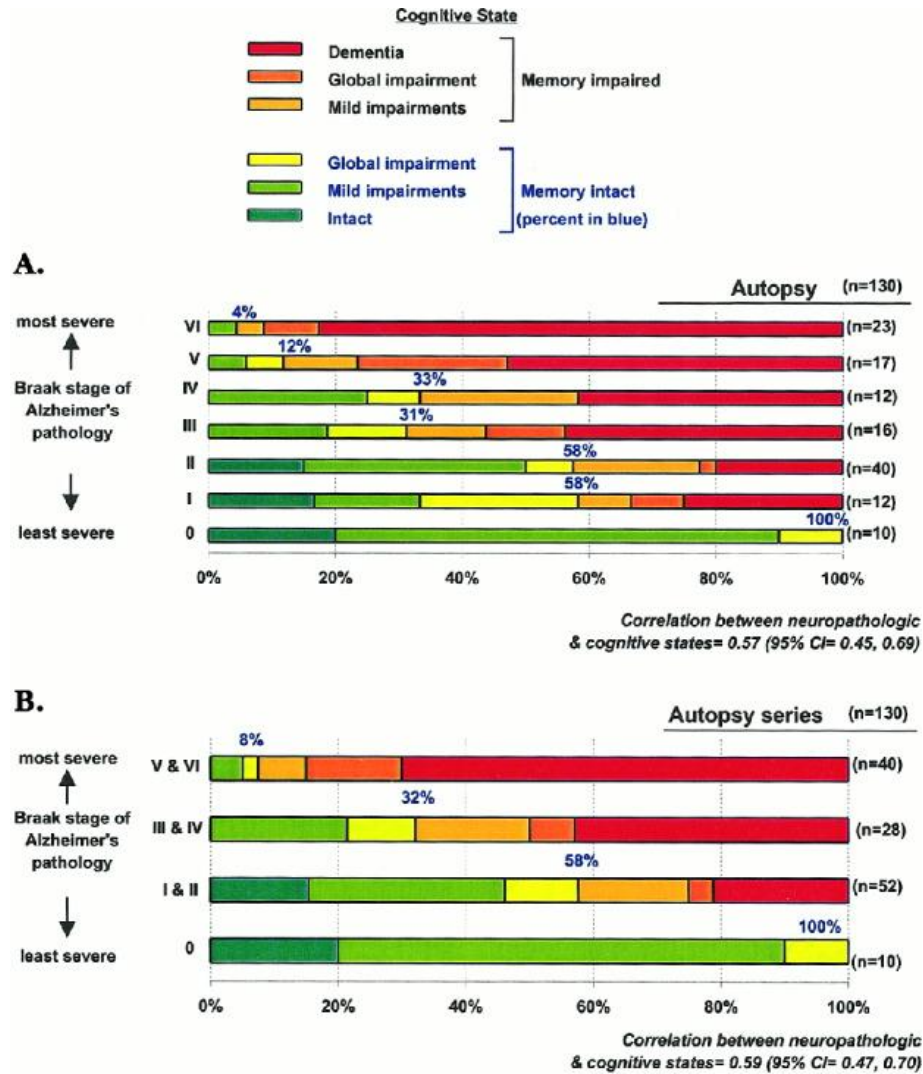 Cognitive State
Dementia
Global impairment
Mild impairments
Memory impaired
Global impairment
Mild impairments
Intact
Memory intact
(percent in blue)
A.
Autopsy (n=130)
most severe
Braak stage of
Alzheimer's
pathology
least severe
4%
VI (n=23)
12%
V (n=17)
33%
IV (n=12)
31%
III (n=16)
58%
II (n=40)
58%
I (n=12)
100%
0 (n=10)
0% 20% 40% 60% 80% 100%
Correlation between neuropathologic
& cognitive states= 0.57 (95% CI= 0.45, 0.69)
B.
Autopsy series (n=130)
most severe
Braak stage of
Alzheimer's
pathology
least severe
8%
V & VI (n=40)
32%
III & IV (n=28)
58%
I & II (n=52)
100%
0 (n=10)
0% 20% 40% 60% 80% 100%
Correlation between neuropathologic
& cognitive states= 0.59 (95% CI= 0.47, 0.70)